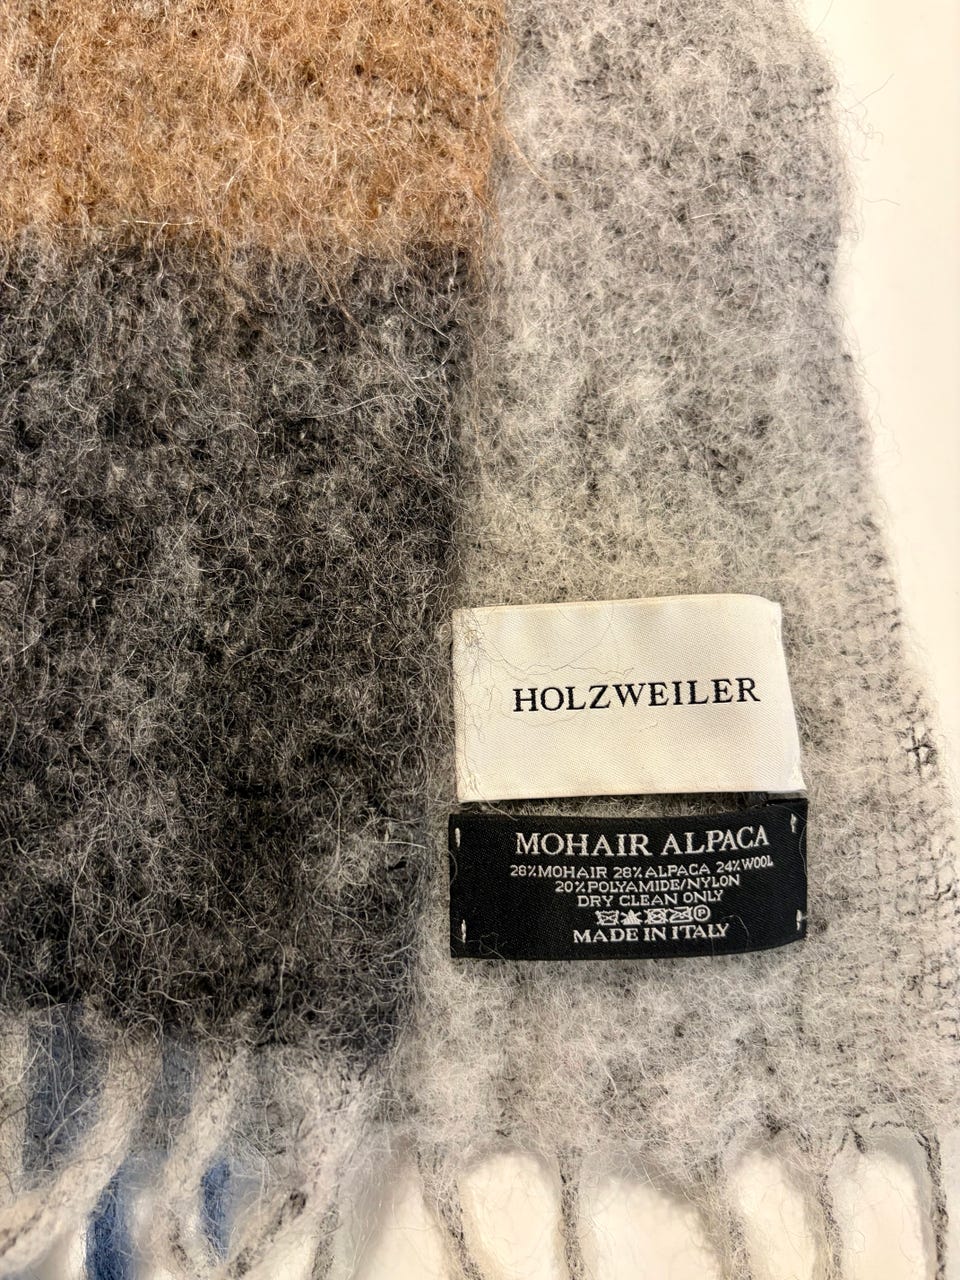 HOLZWEILER
MOHAIR ALPACA
28%MOHAIR 28%ALPACA 24%WOOL
20%POLYAMIDE/NYLON
DRY CLEAN ONLY
MADE IN ITALY